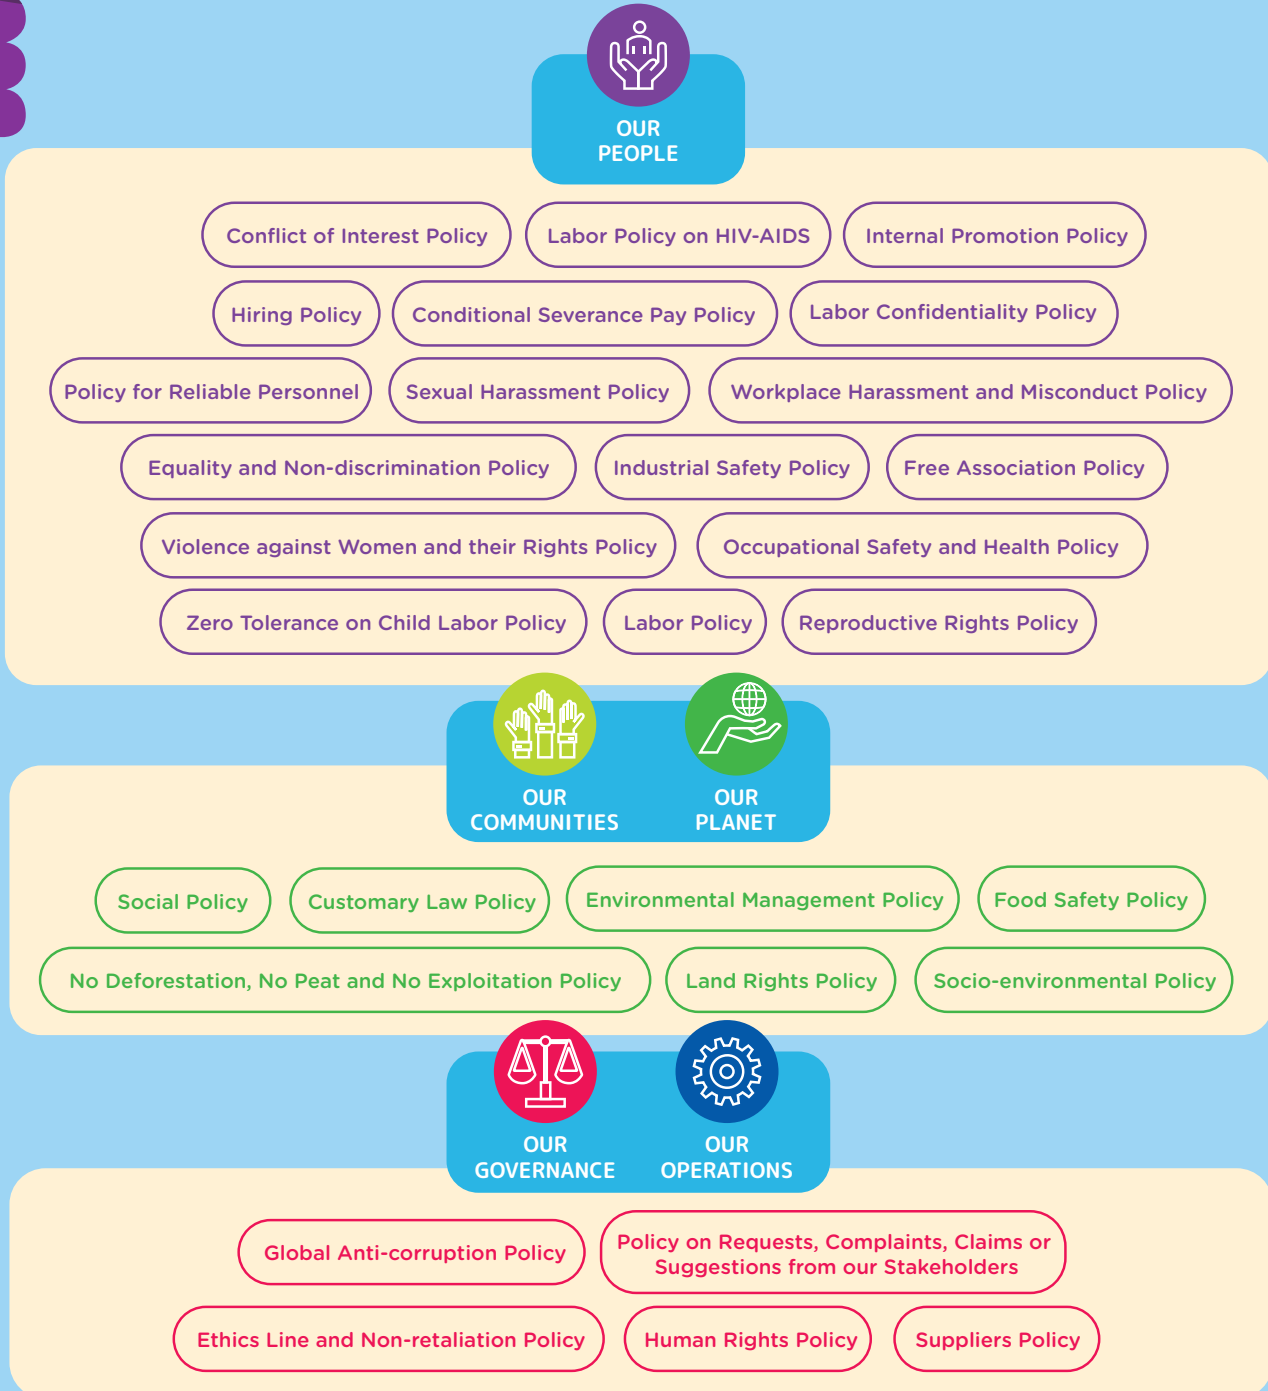 OUR
PEOPLE
Conflict of Interest Policy
Labor Policy on HIV-AIDS
Internal Promotion Policy
Hiring Policy
Conditional Severance Pay Policy
Labor Confidentiality Policy
Policy for Reliable Personnel
Sexual Harassment Policy
Workplace Harassment and Misconduct Policy
Equality and Non-discrimination Policy
Industrial Safety Policy
Free Association Policy
Violence against Women and their Rights Policy
Occupational Safety and Health Policy
Zero Tolerance on Child Labor Policy
Labor Policy
Reproductive Rights Policy
OUR
COMMUNITIES
OUR
PLANET
Social Policy
Customary Law Policy
Environmental Management Policy
Food Safety Policy
No Deforestation, No Peat and No Exploitation Policy
Land Rights Policy
Socio-environmental Policy
OUR
GOVERNANCE
OUR
OPERATIONS
Global Anti-corruption Policy
Policy on Requests, Complaints, Claims or
Suggestions from our Stakeholders
Ethics Line and Non-retaliation Policy
Human Rights Policy
Suppliers Policy